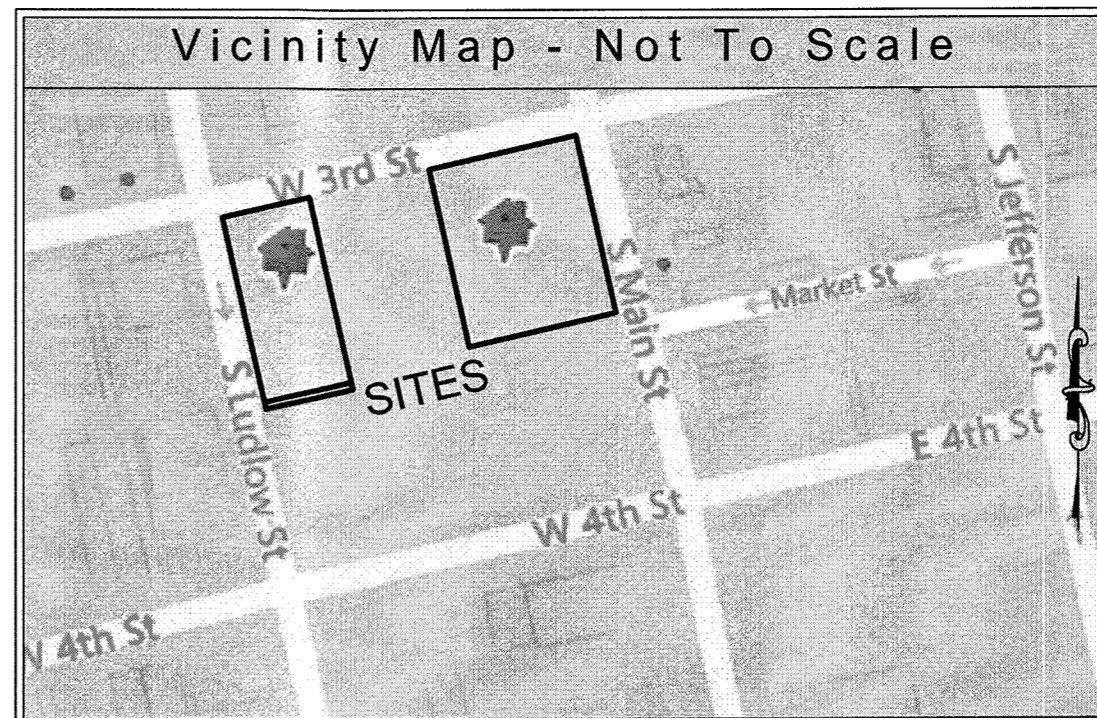 Vicinity Map - Not To Scale
W 3rd St
S Jefferson St
S Main St
Market St
S Ludlow St
SITES
E 4th St
W 4th St
W 4th St